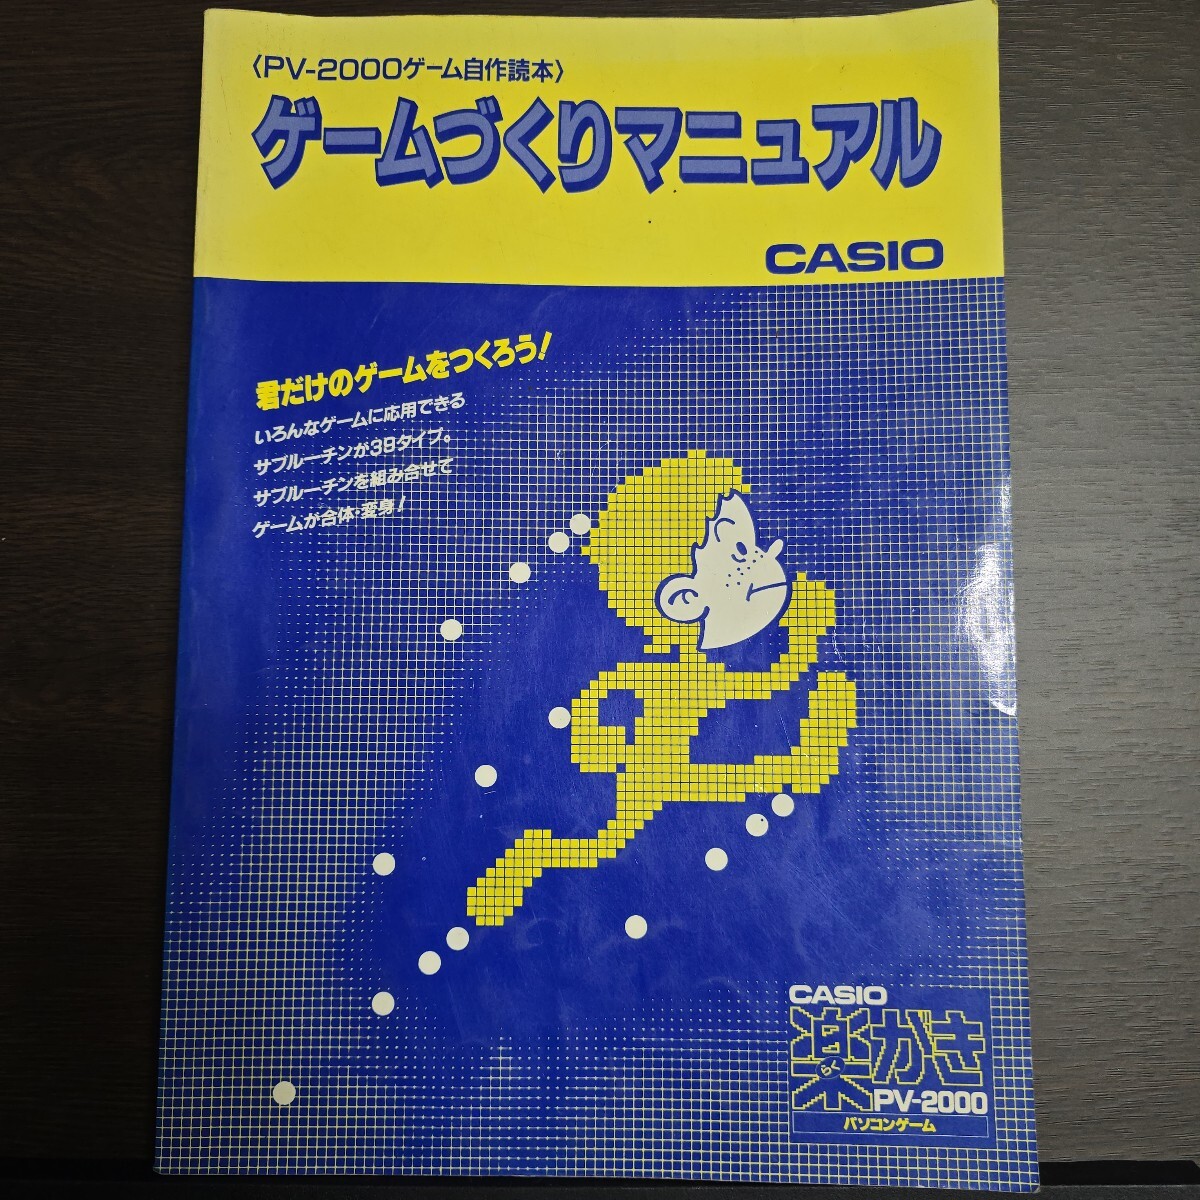 〈PV-2000ゲーム自作読本〉
ゲームづくりマニュアル
CASIO
君だけのゲームをつくろう!
いろんなゲームに応用できる
サブルーチンが39タイプ。
サブルーチンを組み合せて
ゲームが合体・変身!
CASIO
楽がき
らく
PV-2000
パソコンゲーム